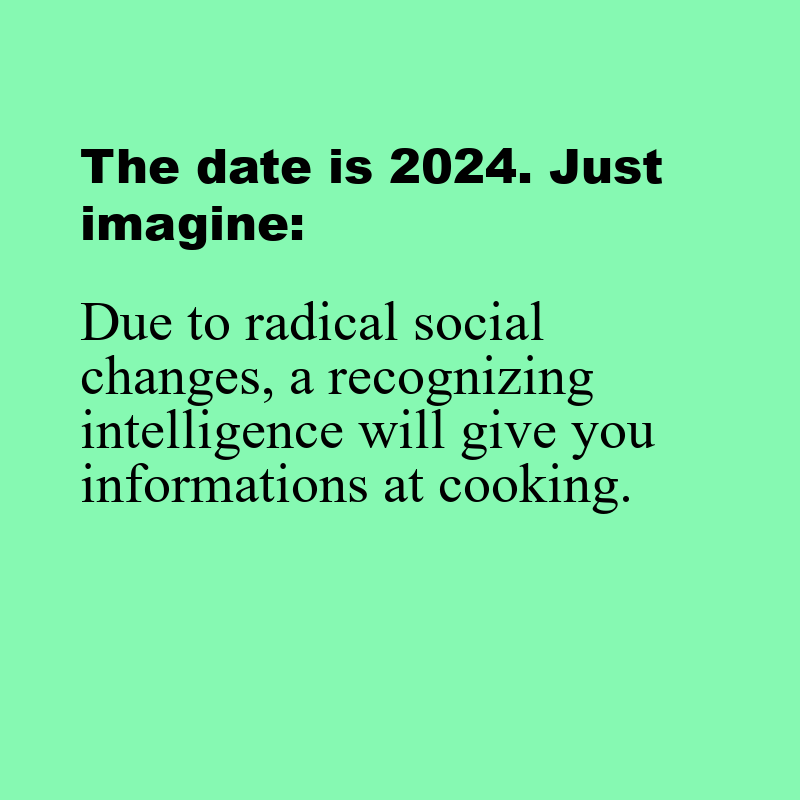 The date is 2024. Just
imagine:
Due to radical social
changes, a recognizing
intelligence will give you
informations at cooking.